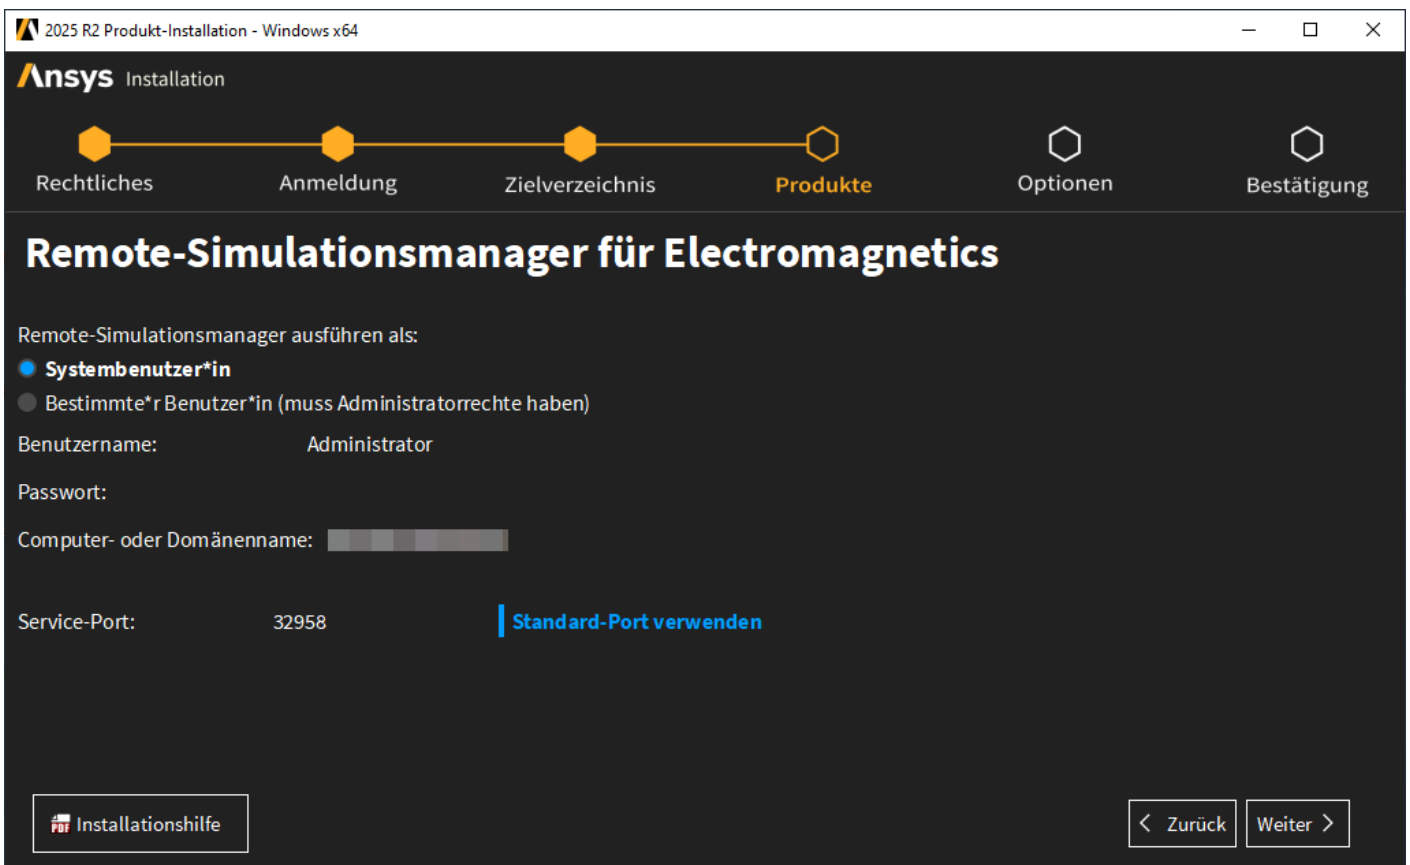 2025 R2 Produkt-Installation - Windows x64
Ansys Installation
Rechtliches Anmeldung Zielverzeichnis Produkte Optionen Bestätigung
Remote-Simulationsmanager für Electromagnetics
Remote-Simulationsmanager ausführen als:
Systembenutzer*in
Bestimmte*r Benutzer*in (muss Administratorrechte haben)
Benutzername: Administrator
Passwort:
Computer- oder Domänenname:
Service-Port: 32958 Standard-Port verwenden
PDF Installationshilfe Zurück Weiter